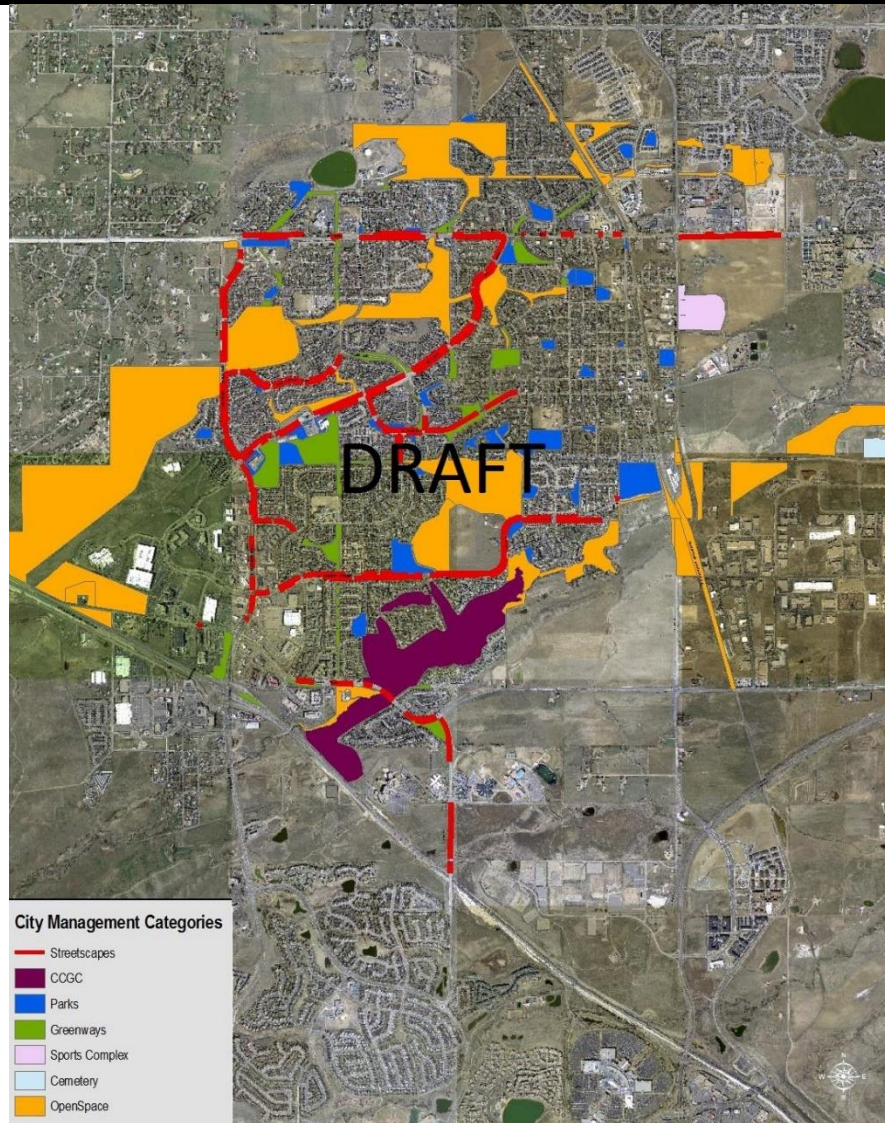 DRAFT
City Management Categories
Streetscapes
CCGC
Parks
Greenways
Sports Complex
Cemetery
OpenSpace
N
W
E
S